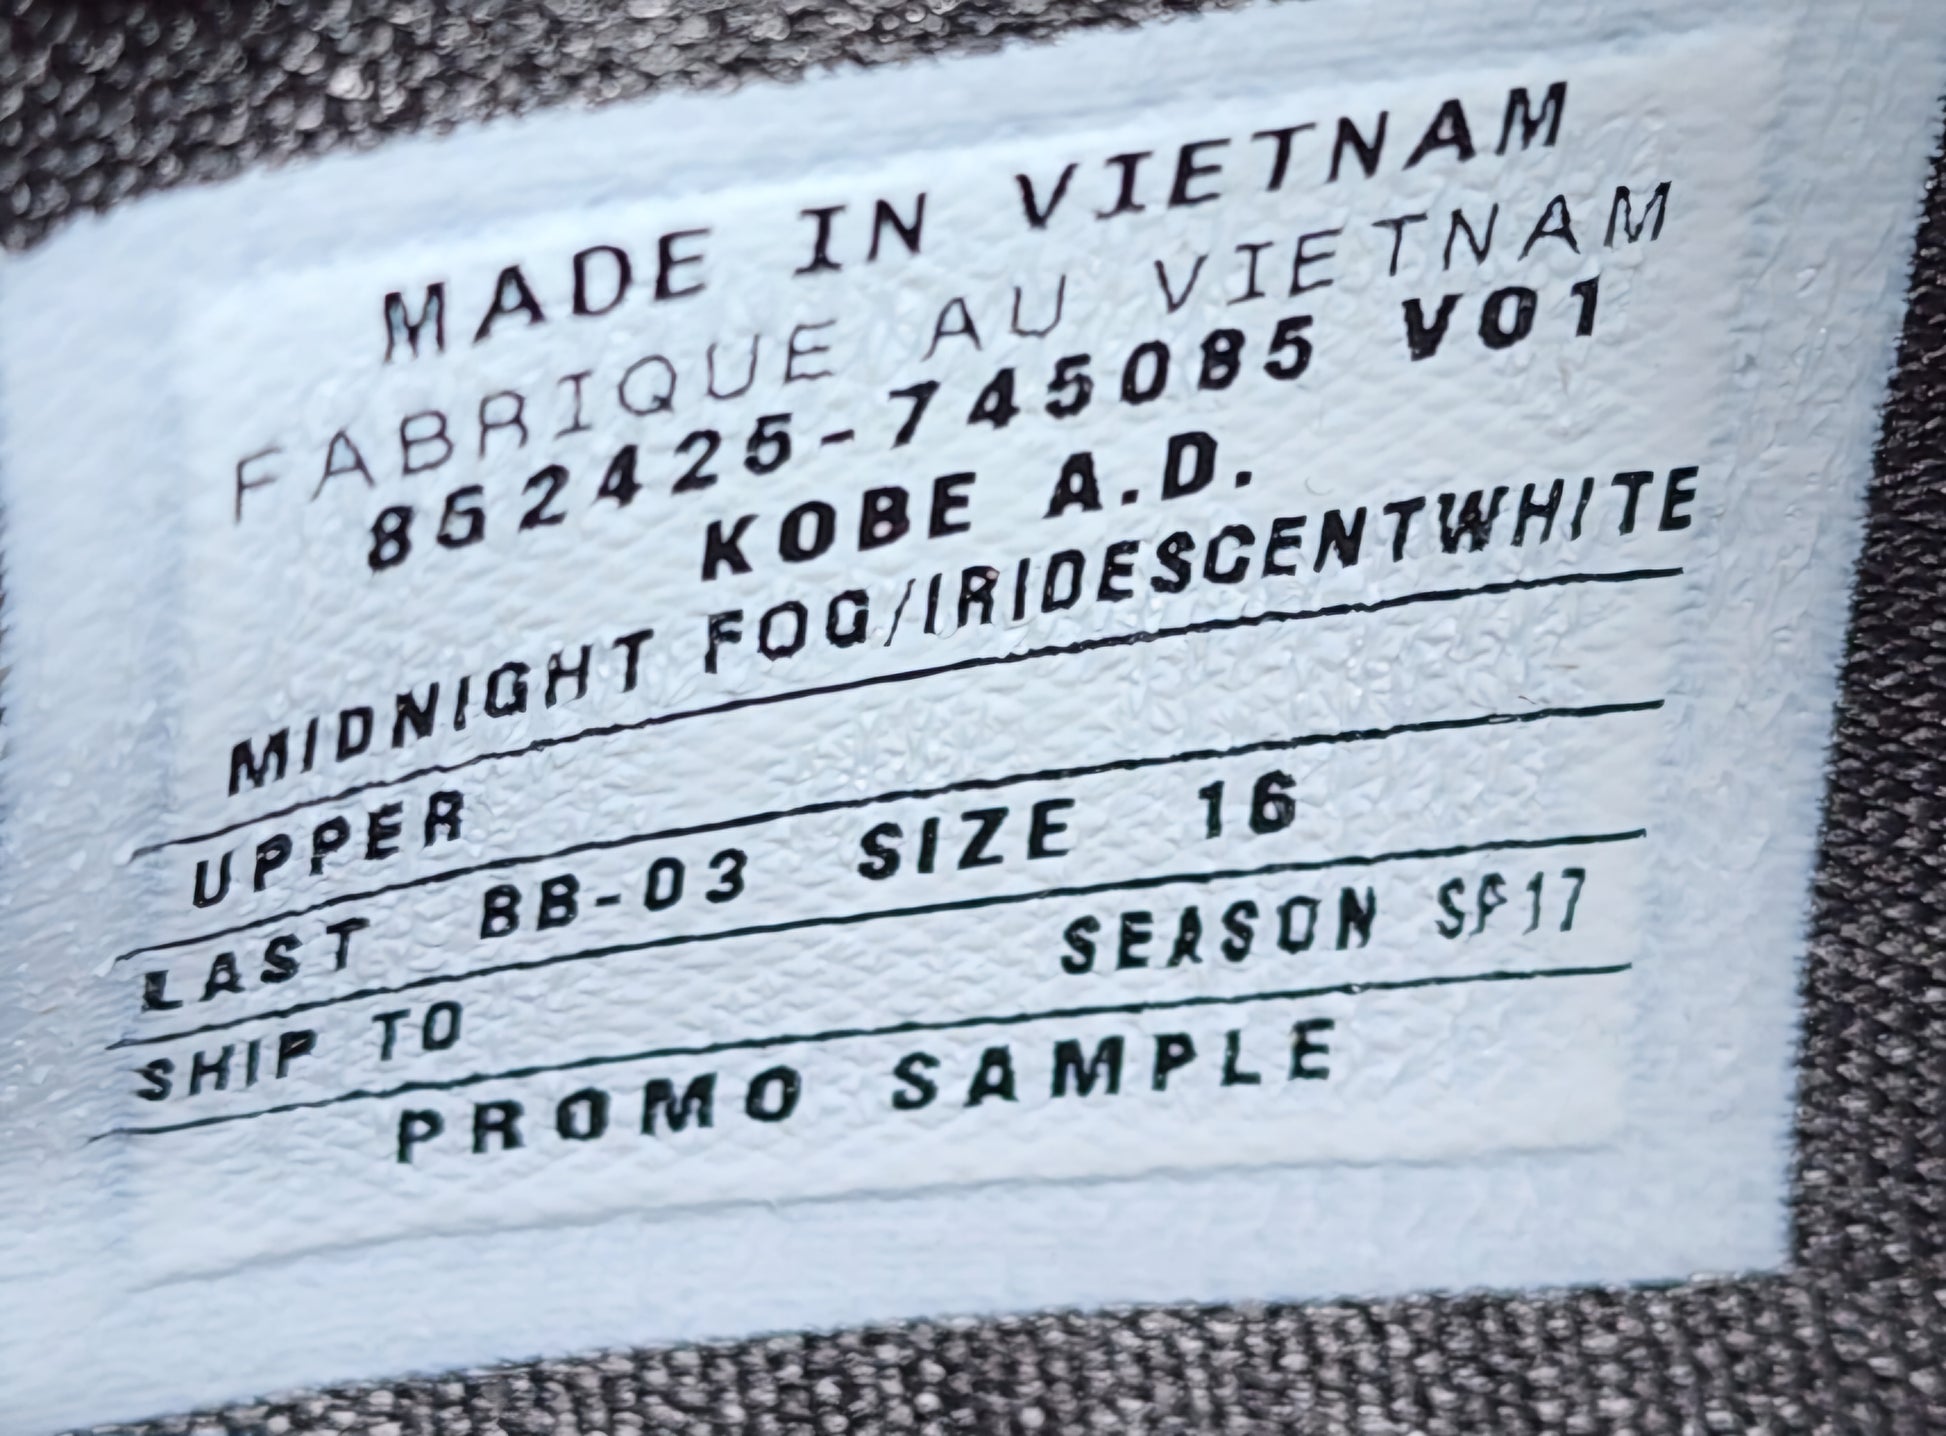 MADE IN VIETNAM
FABRIQUE AU VIETNAM
852425-745085 V01
KOBE A.D.
MIDNIGHT FOG/IRIDESCENTWHITE
UPPER
LAST BB-03 SIZE 16
SHIP TO SEASON SP17
PROMO SAMPLE